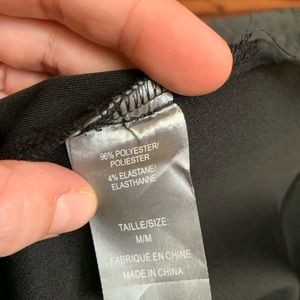 96% POLYESTER/
POLIESTER
4% ELASTANE/
ELASTHANNE
TAILLE/SIZE:
M/M
FABRIQUÉ EN CHINE
MADE IN CHINA